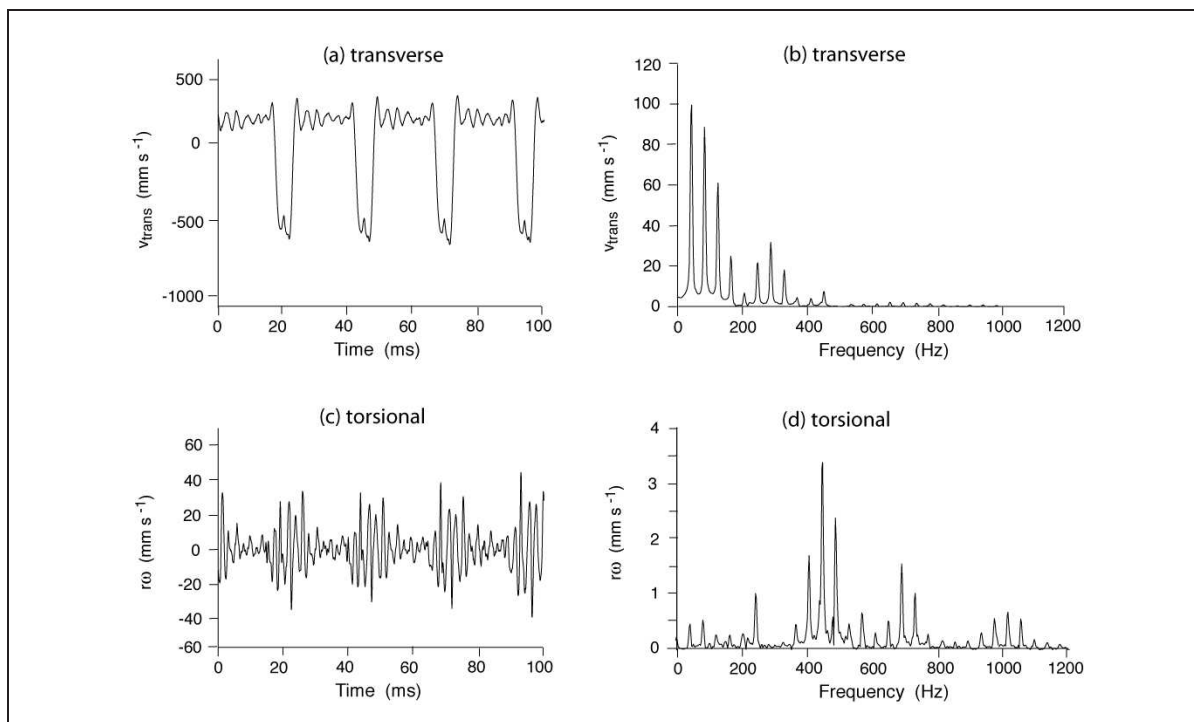 (a) transverse
500
0
-500
-1000
v_trans (mm s⁻¹)
0 20 40 60 80 100
Time (ms)
(b) transverse
120
100
80
60
40
20
0
v_trans (mm s⁻¹)
0 200 400 600 800 1000 1200
Frequency (Hz)
(c) torsional
60
40
20
0
-20
-40
-60
rω (mm s⁻¹)
0 20 40 60 80 100
Time (ms)
(d) torsional
4
3
2
1
0
rω (mm s⁻¹)
0 200 400 600 800 1000 1200
Frequency (Hz)